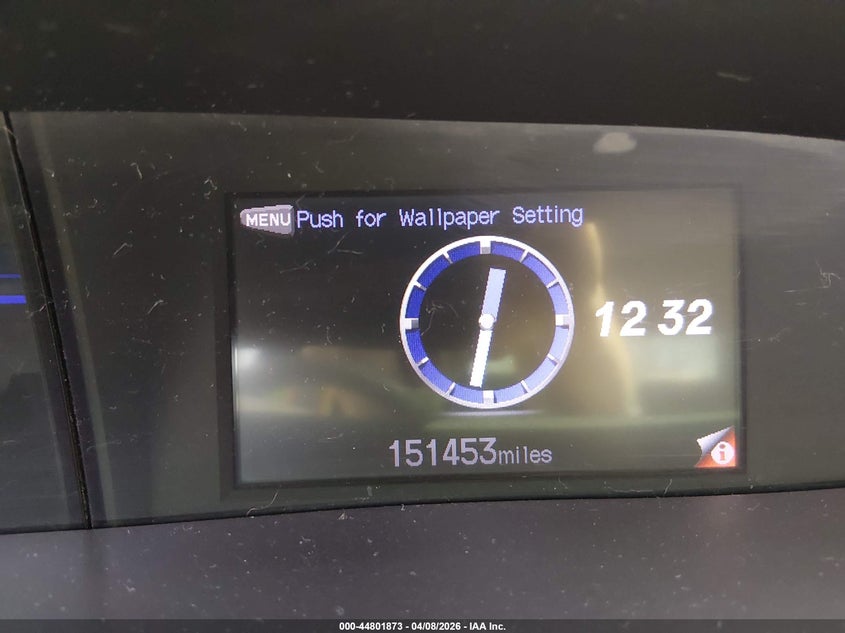 MENU Push for Wallpaper Setting
12 32
151453miles
i
000-44801873 - 04/08/2026 - IAA Inc.